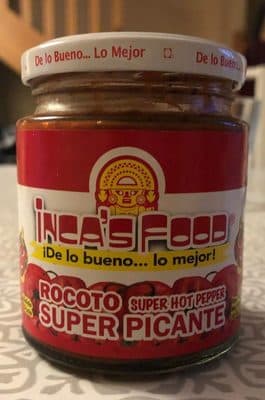 De lo Bueno... Lo Mejor
De lo Bueno
INCA'S FOOD®
¡De lo bueno... lo mejor!
ROCOTO SUPER HOT PEPPER
SUPER PICANTE